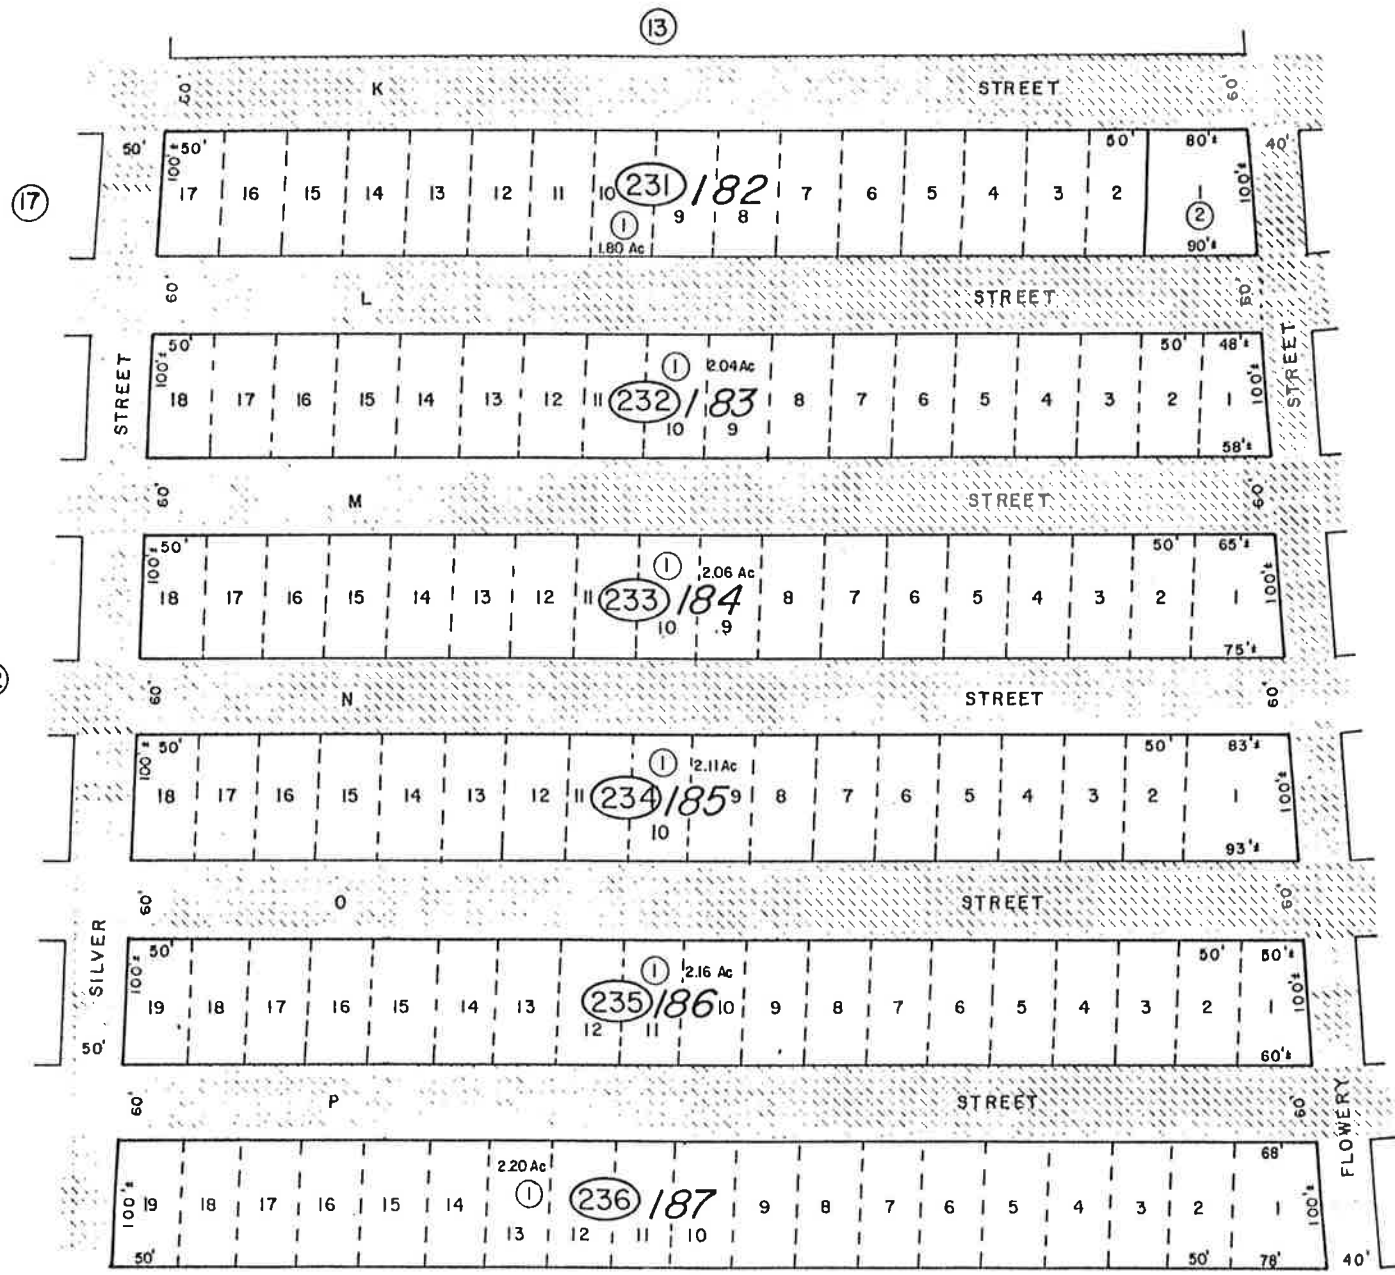 13
60' K STREET 60'
50' 100'± 50' 50' 80'± 40'
17
17 16 15 14 13 12 11 10 231 182 7 6 5 4 3 2 1 100'±
1 9 8 2
1.80 Ac 90'±
60' L STREET 60'
STREET STREET
100'± 50' 1 2.04 Ac 50' 48'± 100'±
18 17 16 15 14 13 12 11 232 183 8 7 6 5 4 3 2 1
10 9 58'±
60' M STREET 60'
100'± 50' 1 2.06 Ac 50' 65'± 100'±
18 17 16 15 14 13 12 11 233 184 8 7 6 5 4 3 2 1
10 9 75'±
60' N STREET 60'
100'± 50' 1 2.11 Ac 50' 83'± 100'±
18 17 16 15 14 13 12 11 234 185 9 8 7 6 5 4 3 2 1
10 93'±
60' O STREET 60'
SILVER
100'± 50' 1 2.16 Ac 50' 50'± 100'±
19 18 17 16 15 14 13 235 186 10 9 8 7 6 5 4 3 2 1
12 11
50' 60'±
60' P STREET 60'
FLOWERY
2.20 Ac 68'
100'± 19 18 17 16 15 14 1 236 187 9 8 7 6 5 4 3 2 1 100'±
13 12 11 10
50' 50' 78' 40'